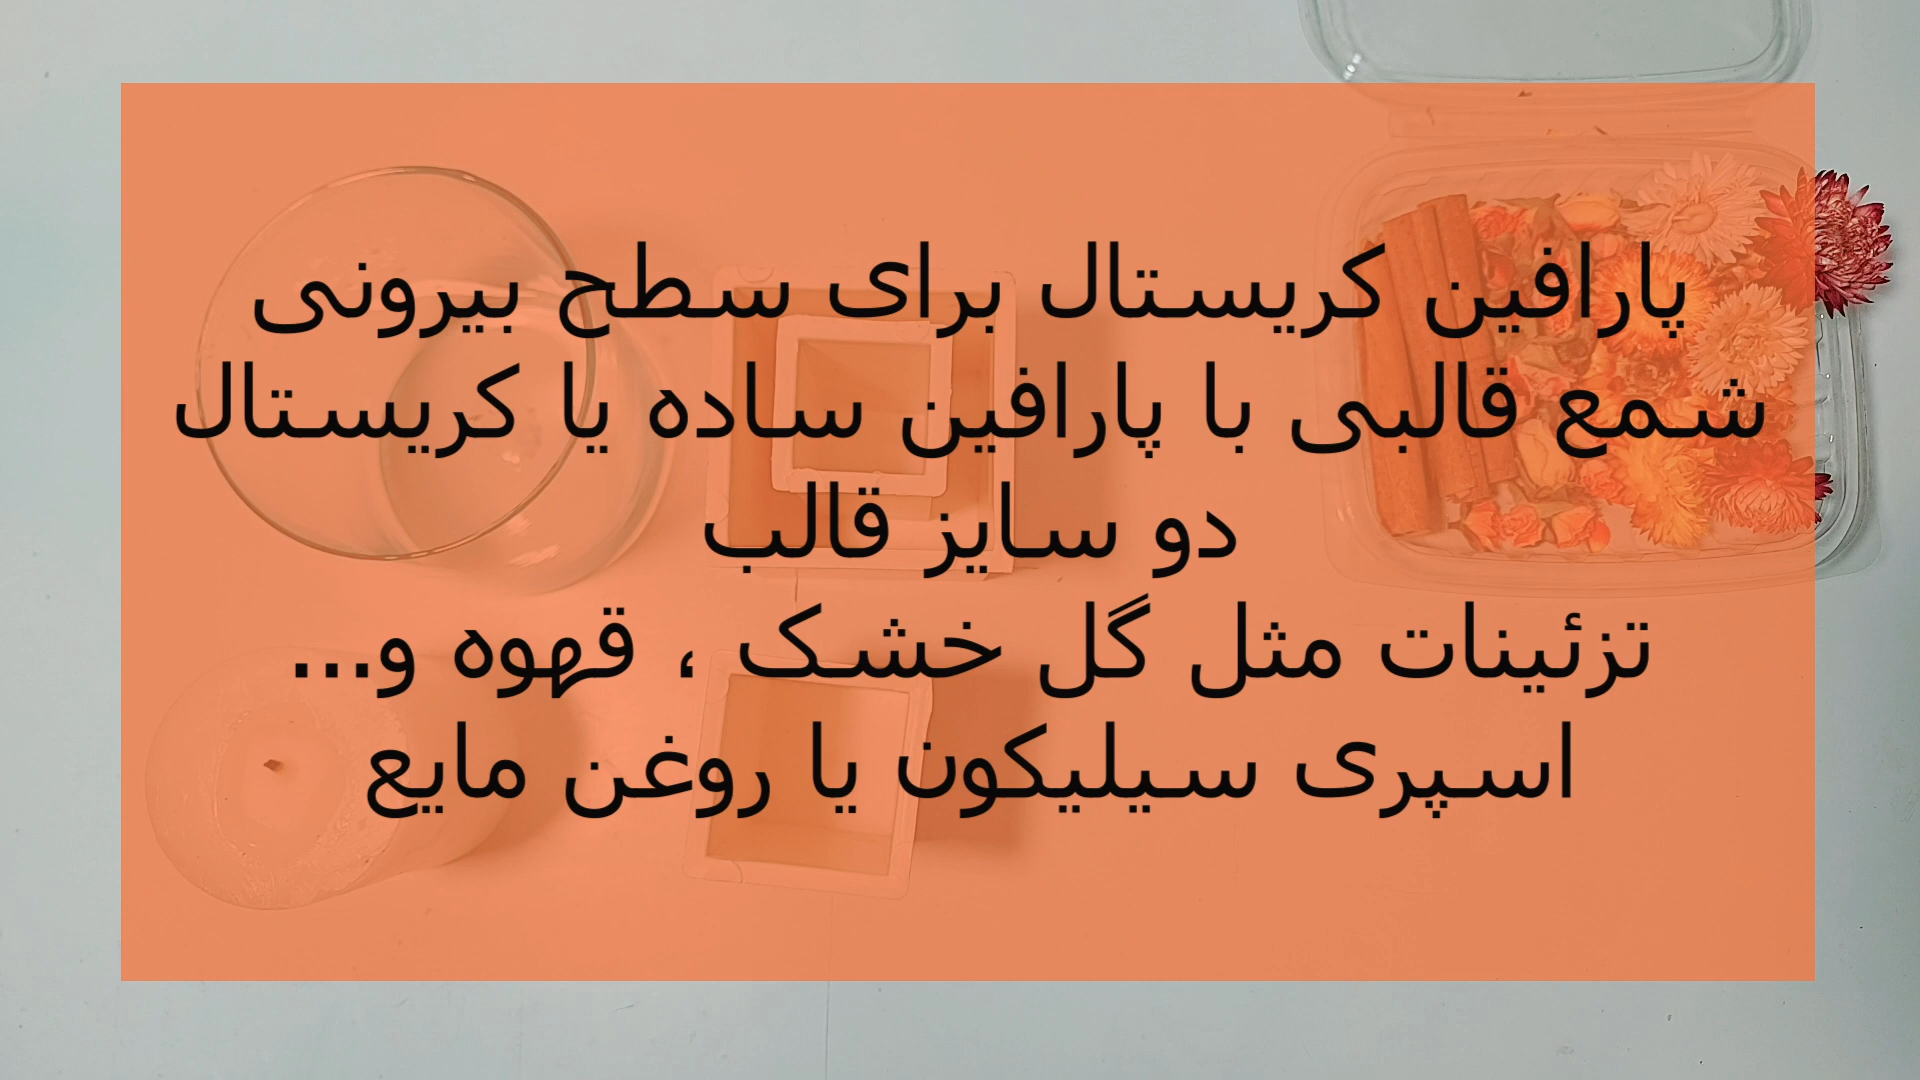 پارافین کریستال برای سطح بیرونی
شمع قالبی با پارافین ساده یا کریستال
دو سایز قالب
تزئینات مثل گل خشک ، قهوه و...
اسپری سیلیکون یا روغن مایع